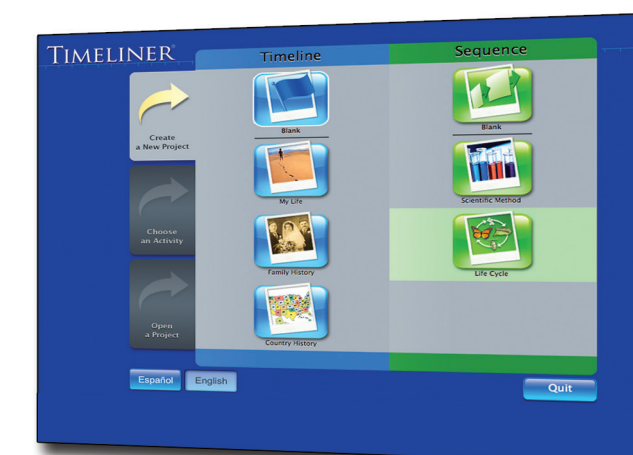 TIMELINER®
Timeline
Sequence
Create
a New Project
Choose
an Activity
Open
a Project
Blank
My Life
Family History
Country History
Blank
Scientific Method
Life Cycle
Español
English
Quit